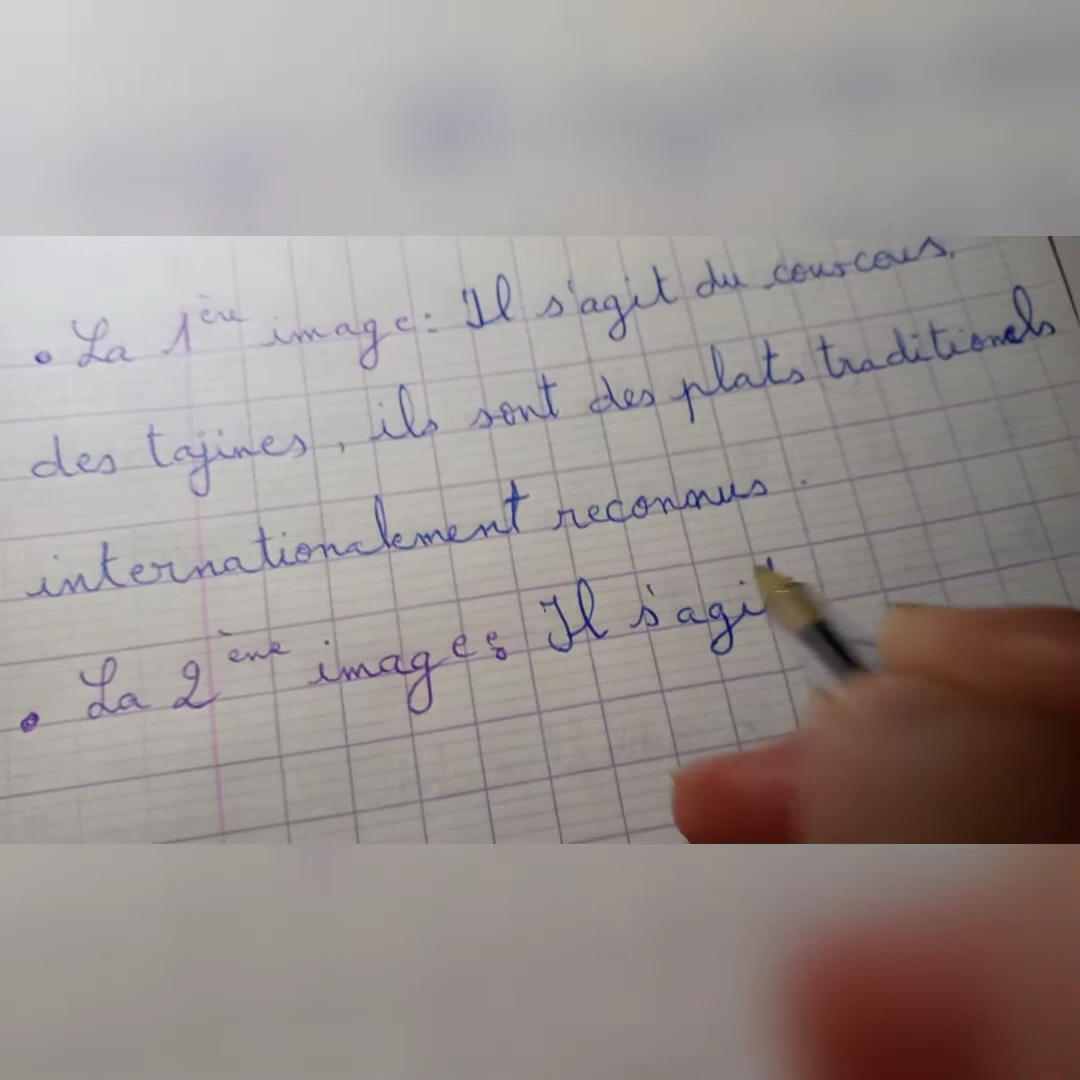 • La 1ère image: Il s'agit du couscous,
des tajines, ils sont des plats traditionnels
internationalement reconnus.
• La 2ème image: Il s'agit